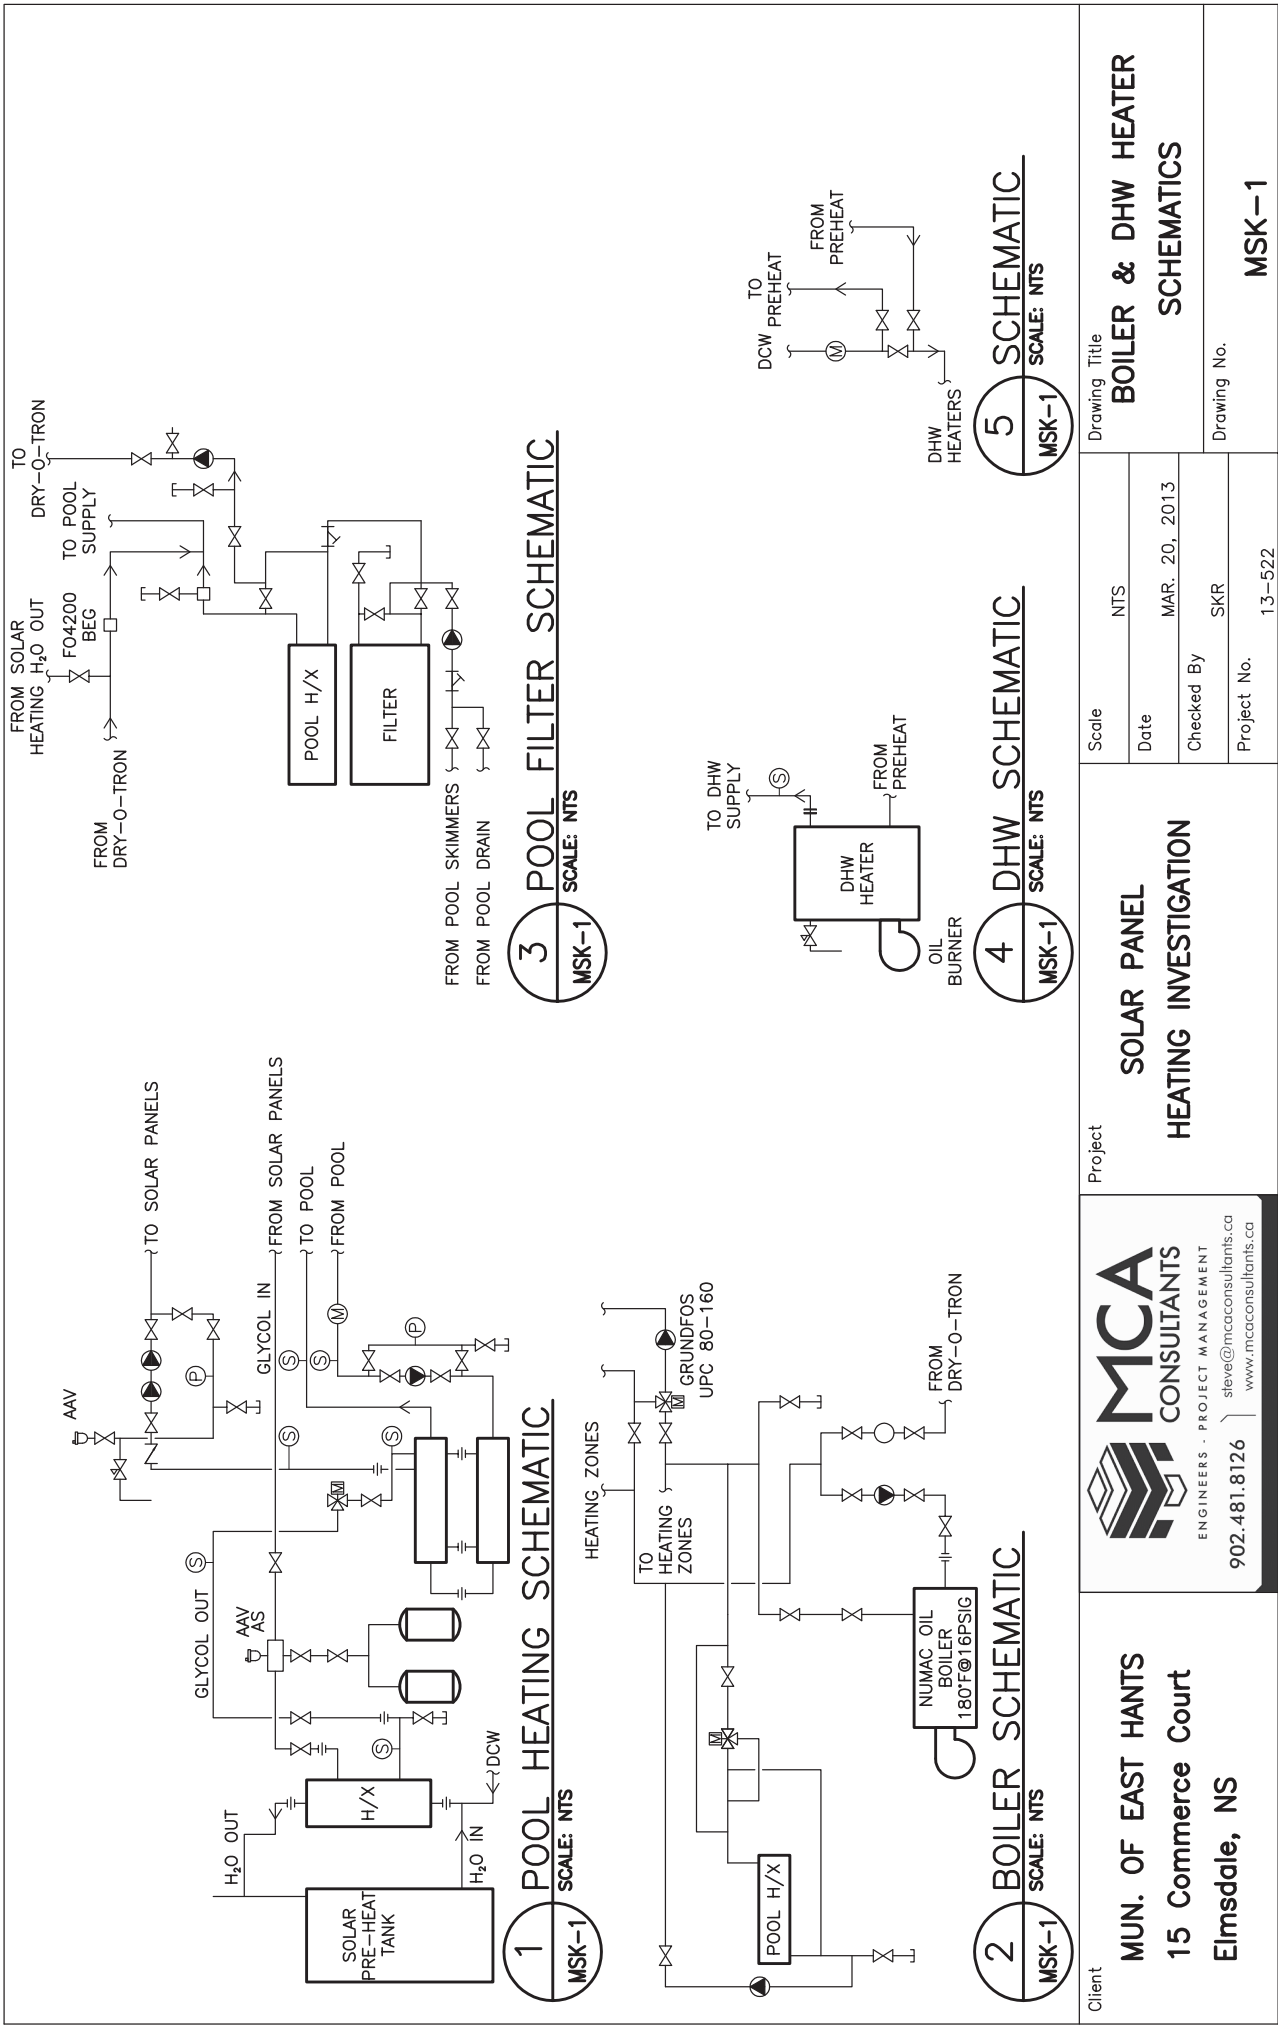 AAV
TO SOLAR PANELS
GLYCOL IN
FROM SOLAR PANELS
TO POOL
FROM POOL
S
S
S
S
S
S
P
P
M
M
GLYCOL OUT
AAV
AS
H₂O OUT
H/X
H₂O IN
DCW
SOLAR
PRE-HEAT
TANK
1
MSK-1
POOL HEATING SCHEMATIC
SCALE: NTS
HEATING ZONES
TO
HEATING
ZONES
GRUNDFOS
UPC 80-160
M
M
FROM
DRY-O-TRON
NUMAC OIL
BOILER
180°F@16PSIG
POOL H/X
2
MSK-1
BOILER SCHEMATIC
SCALE: NTS
FROM SOLAR
HEATING H₂O OUT
TO
DRY-O-TRON
FO4200
BEG
TO POOL
SUPPLY
FROM
DRY-O-TRON
POOL H/X
FILTER
FROM POOL SKIMMERS
FROM POOL DRAIN
3
MSK-1
POOL FILTER SCHEMATIC
SCALE: NTS
TO DHW
SUPPLY
S
FROM
PREHEAT
DHW
HEATER
OIL
BURNER
4
MSK-1
DHW SCHEMATIC
SCALE: NTS
DCW
TO
PREHEAT
FROM
PREHEAT
M
DHW
HEATERS
5
MSK-1
SCHEMATIC
SCALE: NTS
Client
MUN. OF EAST HANTS
15 Commerce Court
Elmsdale, NS
MCA
CONSULTANTS
ENGINEERS - PROJECT MANAGEMENT
902.481.8126
steve@mcaconsultants.ca
www.mcaconsultants.ca
Project
SOLAR PANEL
HEATING INVESTIGATION
Scale
NTS
Date
MAR. 20, 2013
Checked By
SKR
Project No.
13-522
Drawing Title
BOILER & DHW HEATER
SCHEMATICS
Drawing No.
MSK-1